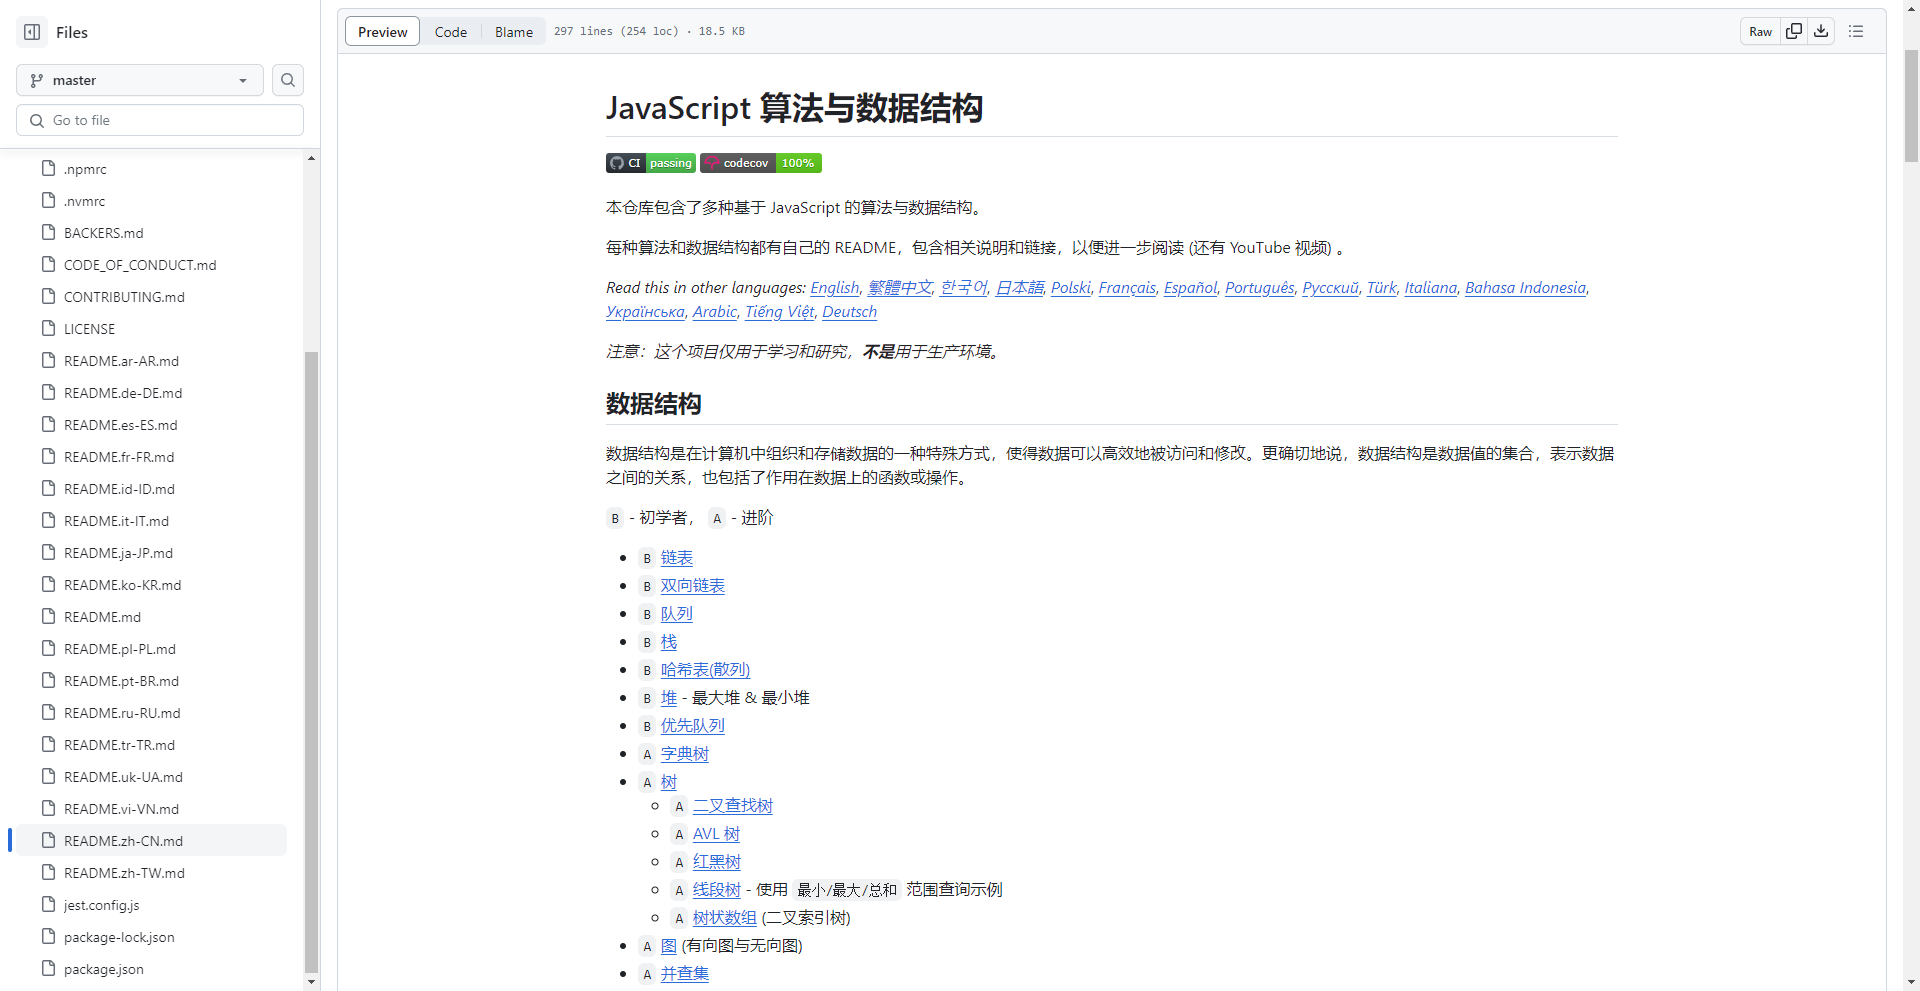 Files
master
Go to file
.npmrc
.nvmrc
BACKERS.md
CODE_OF_CONDUCT.md
CONTRIBUTING.md
LICENSE
README.ar-AR.md
README.de-DE.md
README.es-ES.md
README.fr-FR.md
README.id-ID.md
README.it-IT.md
README.ja-JP.md
README.ko-KR.md
README.md
README.pl-PL.md
README.pt-BR.md
README.ru-RU.md
README.tr-TR.md
README.uk-UA.md
README.vi-VN.md
README.zh-CN.md
README.zh-TW.md
jest.config.js
package-lock.json
package.json
Preview Code Blame 297 lines (254 loc) · 18.5 KB Raw
JavaScript 算法与数据结构
CI passing codecov 100%
本仓库包含了多种基于 JavaScript 的算法与数据结构。
每种算法和数据结构都有自己的 README，包含相关说明和链接，以便进一步阅读 (还有 YouTube 视频) 。
Read this in other languages: English, 繁體中文, 한국어, 日本語, Polski, Français, Español, Português, Русский, Türk, Italiana, Bahasa Indonesia,
Українська, Arabic, Tiếng Việt, Deutsch
注意：这个项目仅用于学习和研究，不是用于生产环境。
数据结构
数据结构是在计算机中组织和存储数据的一种特殊方式，使得数据可以高效地被访问和修改。更确切地说，数据结构是数据值的集合，表示数据
之间的关系，也包括了作用在数据上的函数或操作。
B - 初学者， A - 进阶
B 链表
B 双向链表
B 队列
B 栈
B 哈希表(散列)
B 堆 - 最大堆 & 最小堆
B 优先队列
A 字典树
A 树
A 二叉查找树
A AVL 树
A 红黑树
A 线段树 - 使用 最小/最大/总和 范围查询示例
A 树状数组 (二叉索引树)
A 图 (有向图与无向图)
A 并查集